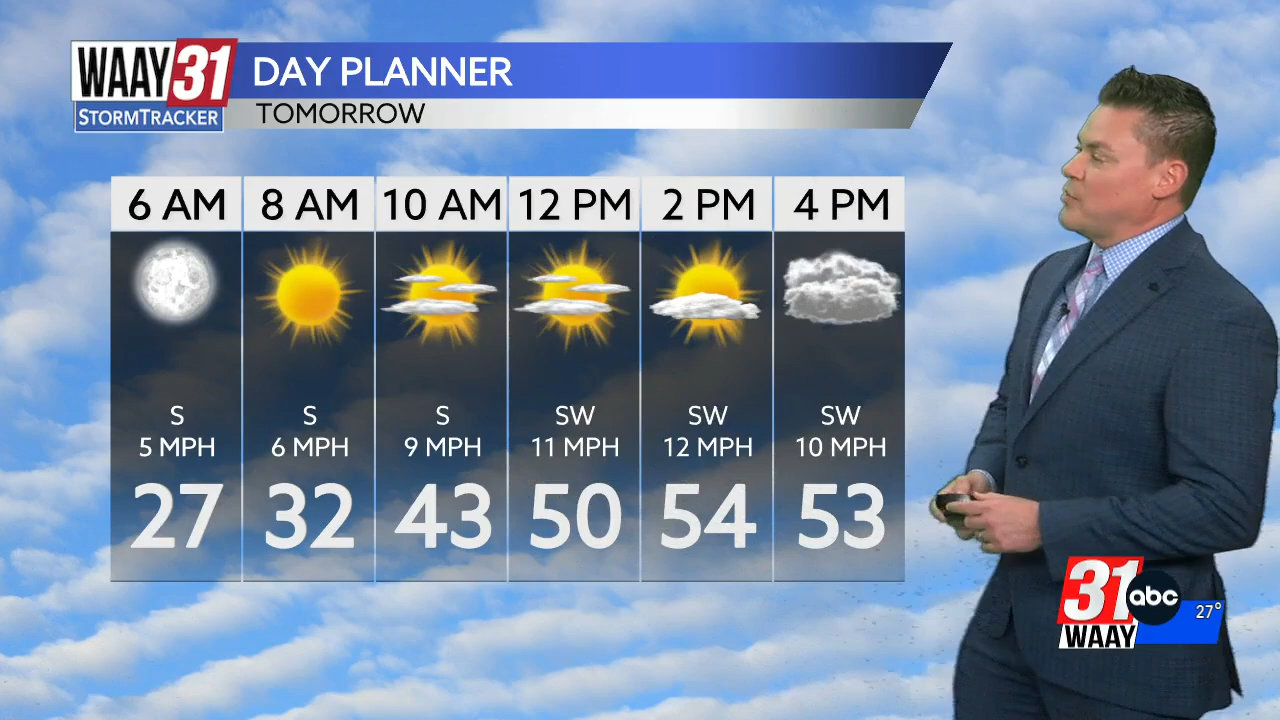 WAAY 31
STORMTRACKER
DAY PLANNER
TOMORROW
6 AM 8 AM 10 AM 12 PM 2 PM 4 PM
S S S SW SW SW
5 MPH 6 MPH 9 MPH 11 MPH 12 MPH 10 MPH
27 32 43 50 54 53
31
abc
27°
WAAY